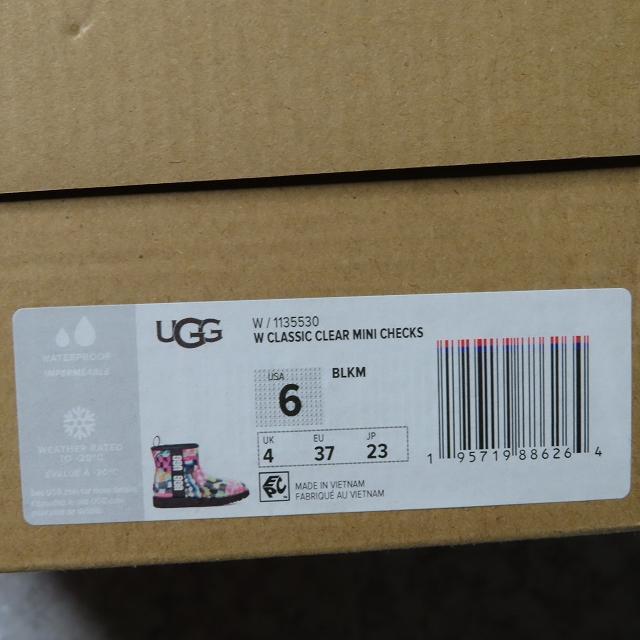 WATERPROOF
IMPERMÉABLE
WEATHER RATED
UGG
W / 1135530
W CLASSIC CLEAR MINI CHECKS
USA
6
BLKM
UK
4
EU
37
JP
23
MADE IN VIETNAM
FABRIQUÉ AU VIETNAM
1 95719 88626 4